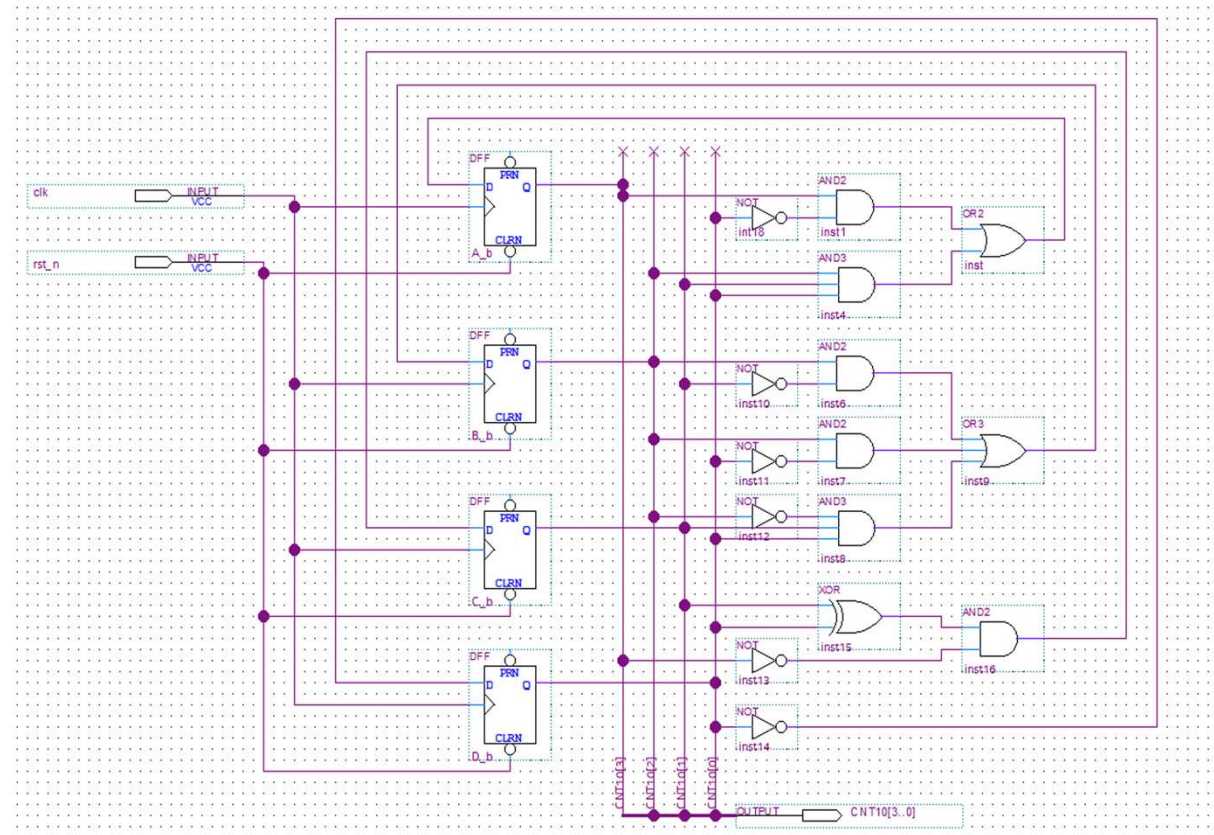 clk
INPUT
VCC
rst_n
INPUT
VCC
DFF
PRN
D
Q
CLRN
A_b
DFF
PRN
D
Q
CLRN
B_b
DFF
PRN
D
Q
CLRN
C_b
DFF
PRN
D
Q
CLRN
D_b
AND2
NOT
int18
inst1
OR2
inst
AND3
inst4
AND2
NOT
inst10
inst6
AND2
NOT
inst11
inst7
OR3
inst9
NOT
AND3
inst12
inst8
XOR
inst15
AND2
inst16
NOT
inst13
NOT
inst14
CNT10[3]
CNT10[2]
CNT10[1]
CNT10[0]
OUTPUT
CNT10[3..0]